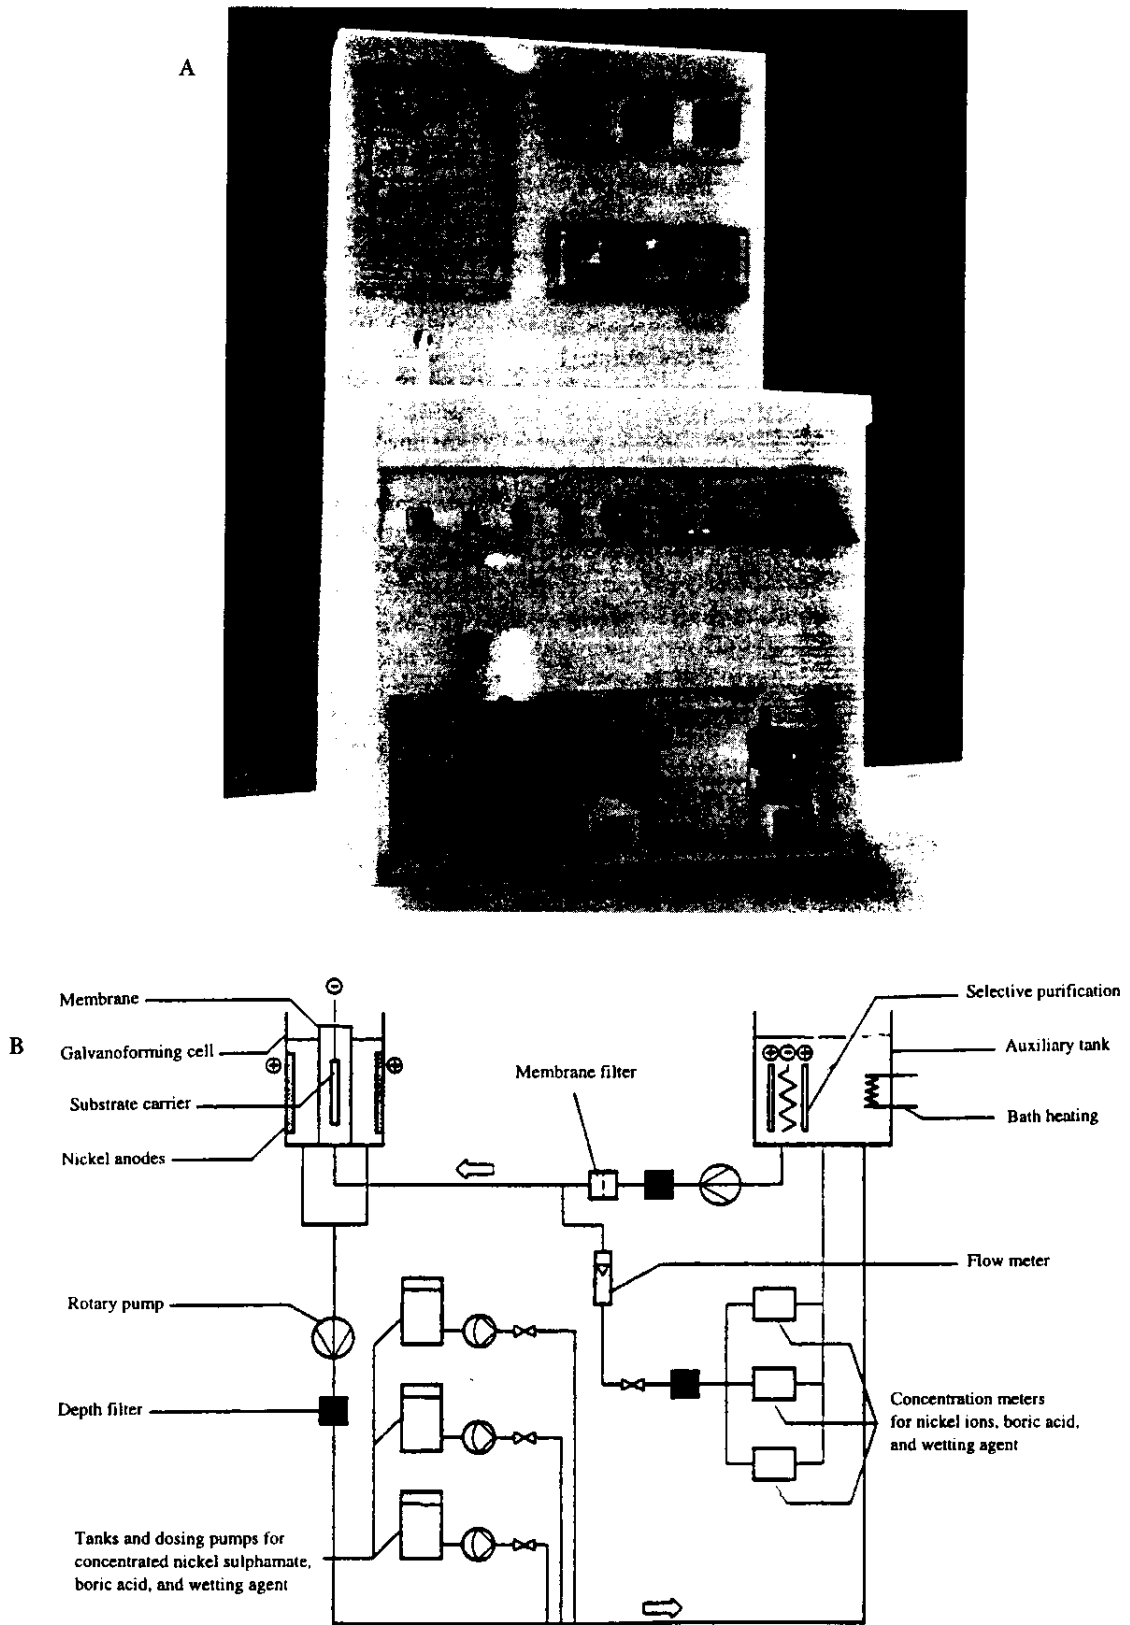 A
B
Membrane
Galvanoforming cell
Substrate carrier
Nickel anodes
Membrane filter
Selective purification
Auxiliary tank
Bath heating
Flow meter
Rotary pump
Depth filter
Concentration meters
for nickel ions, boric acid,
and wetting agent
Tanks and dosing pumps for
concentrated nickel sulphamate,
boric acid, and wetting agent